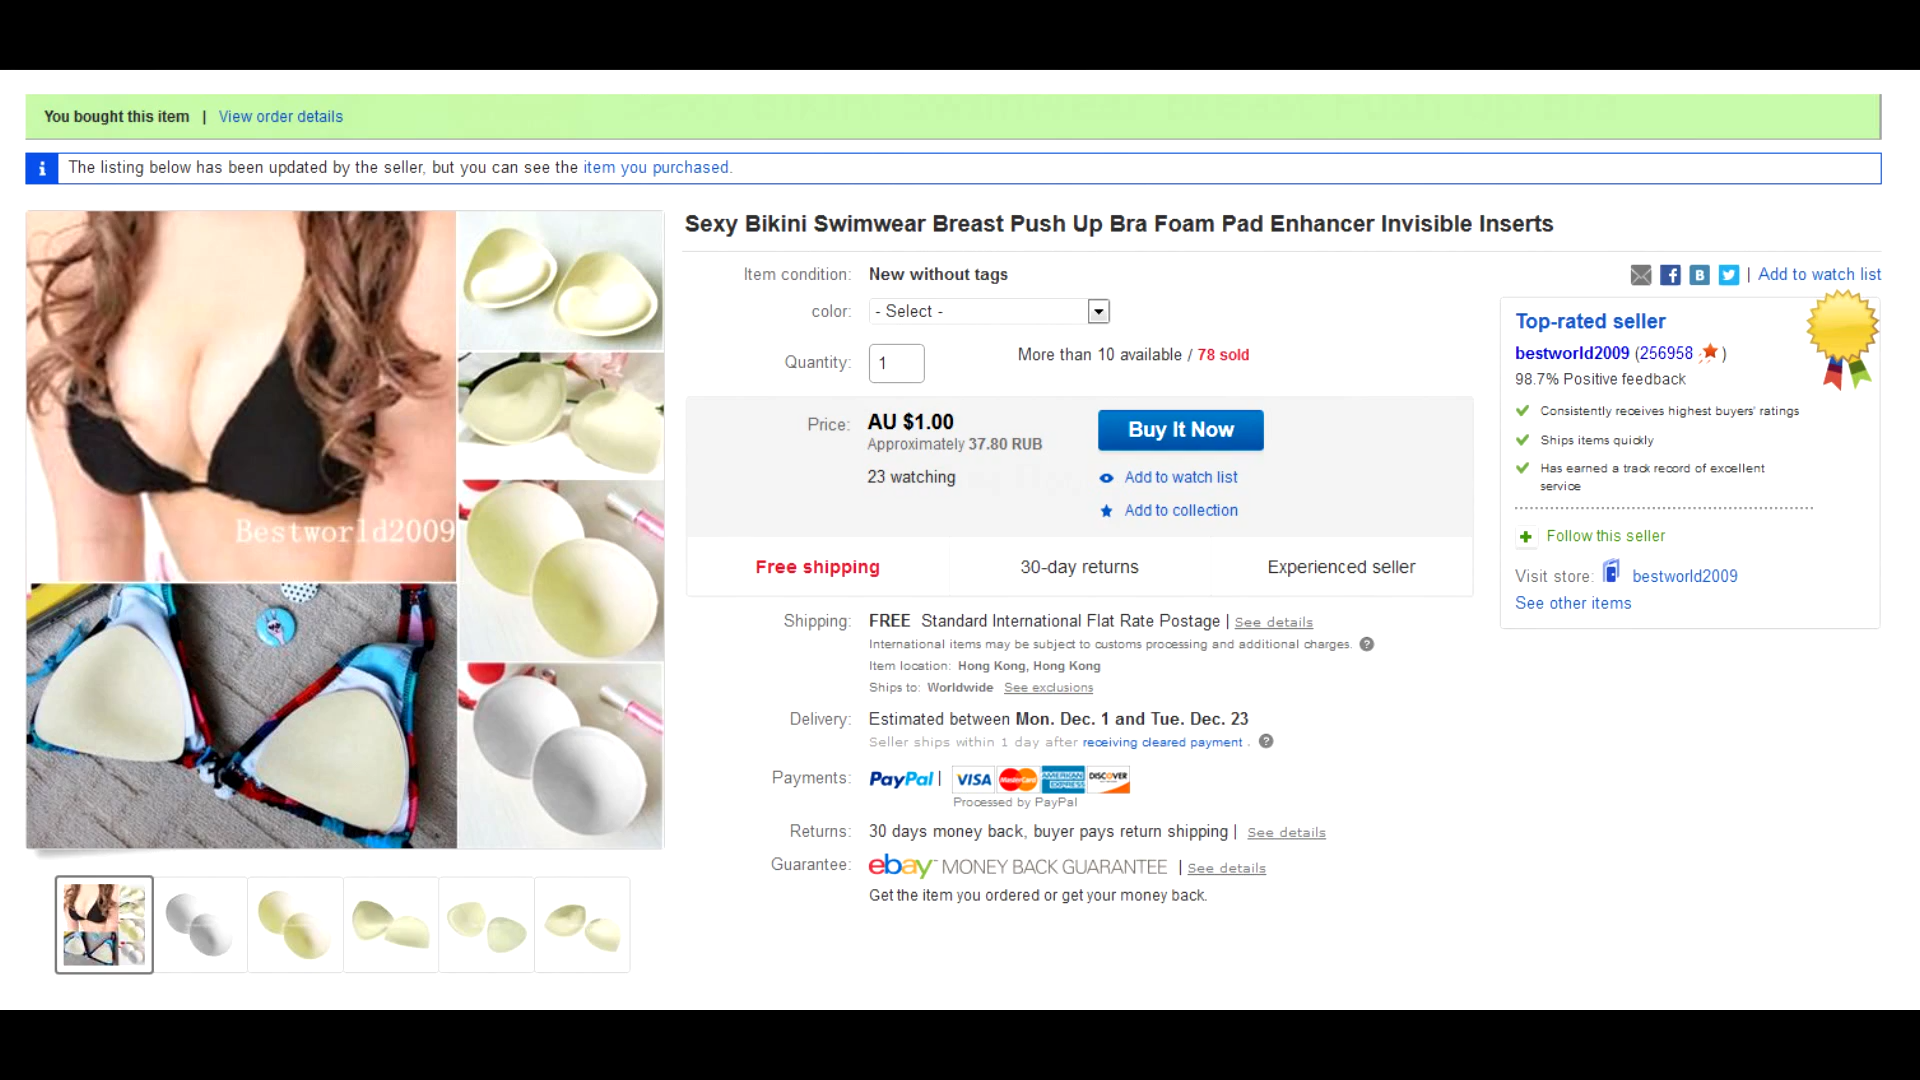 You bought this item | View order details
i The listing below has been updated by the seller, but you can see the item you purchased.
Sexy Bikini Swimwear Breast Push Up Bra Foam Pad Enhancer Invisible Inserts
Item condition: New without tags
color: - Select -
Quantity: 1
More than 10 available / 78 sold
Price: AU $1.00
Approximately 37.80 RUB
23 watching
Buy It Now
Add to watch list
Add to collection
Free shipping
30-day returns
Experienced seller
Shipping: FREE Standard International Flat Rate Postage | See details
International items may be subject to customs processing and additional charges. ?
Item location: Hong Kong, Hong Kong
Ships to: Worldwide See exclusions
Delivery: Estimated between Mon. Dec. 1 and Tue. Dec. 23
Seller ships within 1 day after receiving cleared payment . ?
Payments: PayPal | VISA MasterCard AMERICAN EXPRESS DISCOVER
Processed by PayPal
Returns: 30 days money back, buyer pays return shipping | See details
Guarantee: ebay MONEY BACK GUARANTEE | See details
Get the item you ordered or get your money back.
B | Add to watch list
Top-rated seller
bestworld2009 (256958 )
98.7% Positive feedback
Consistently receives highest buyers' ratings
Ships items quickly
Has earned a track record of excellent
service
Follow this seller
Visit store: bestworld2009
See other items
Bestworld2009